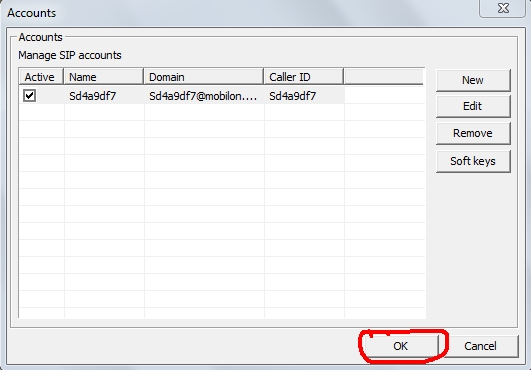 Accounts
Accounts
Manage SIP accounts
Active Name Domain Caller ID
Sd4a9df7 Sd4a9df7@mobilon.... Sd4a9df7
New
Edit
Remove
Soft keys
OK Cancel